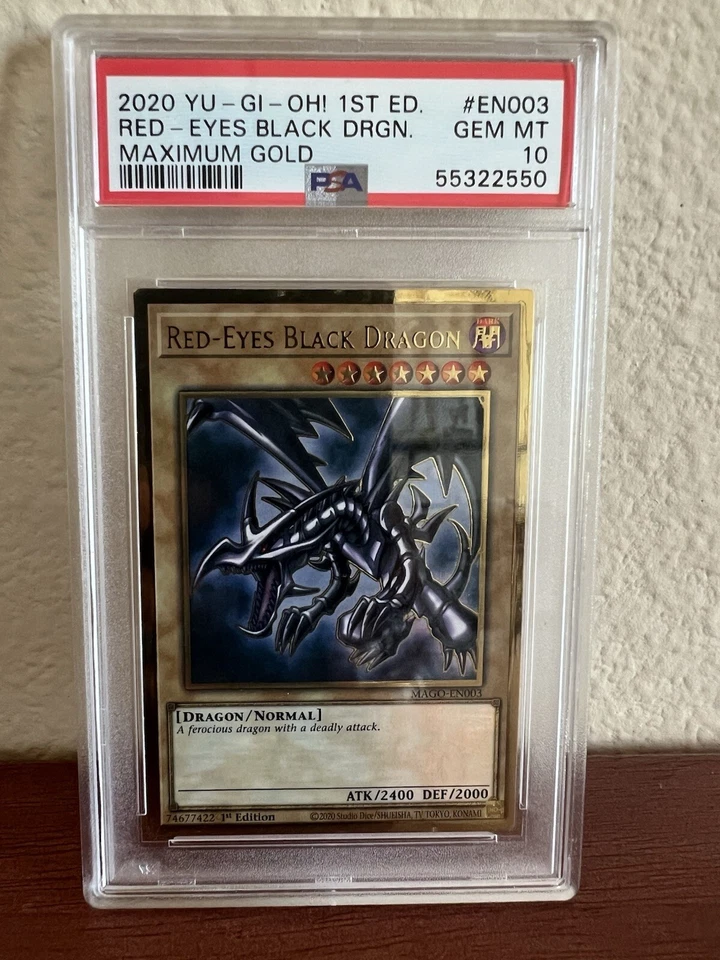 2020 YU-GI-OH! 1ST ED. #EN003
RED-EYES BLACK DRGN. GEM MT
MAXIMUM GOLD 10
PSA 55322550
RED-EYES BLACK DRAGON
DARK
闇
MAGO-EN003
[DRAGON/NORMAL]
A ferocious dragon with a deadly attack.
ATK/2400 DEF/2000
74677422 1st Edition ©2020 Studio Dice/SHUEISHA, TV TOKYO, KONAMI